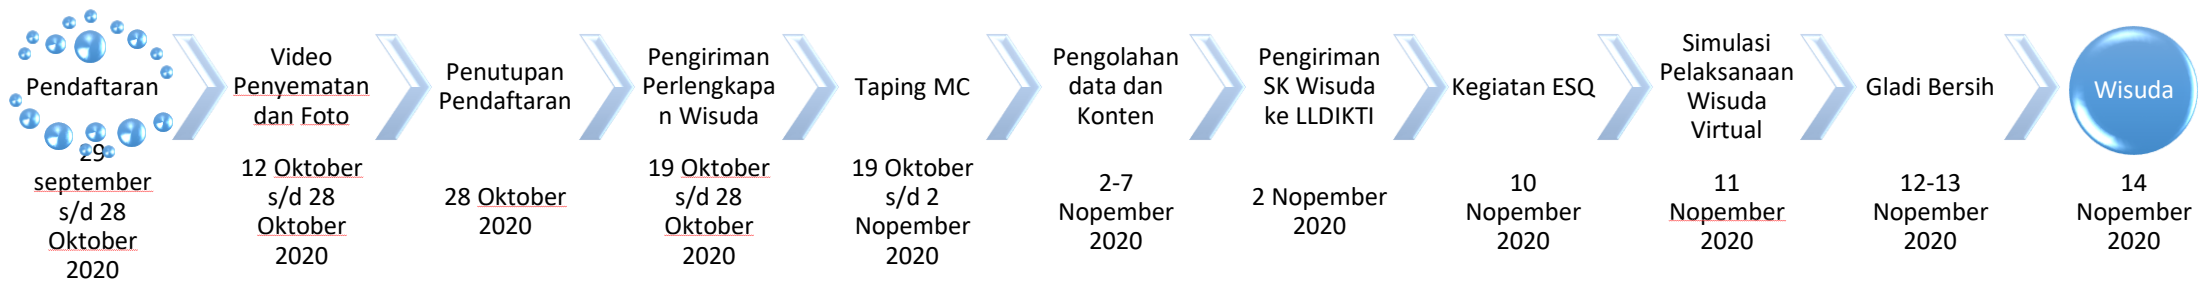 Pendaftaran
29
september
s/d 28
Oktober
2020
Video
Penyematan
dan Foto
12 Oktober
s/d 28
Oktober
2020
Penutupan
Pendaftaran
28 Oktober
2020
Pengiriman
Perlengkapa
n Wisuda
19 Oktober
s/d 28
Oktober
2020
Taping MC
19 Oktober
s/d 2
Nopember
2020
Pengolahan
data dan
Konten
2-7
Nopember
2020
Pengiriman
SK Wisuda
ke LLDIKTI
2 Nopember
2020
Kegiatan ESQ
10
Nopember
2020
Simulasi
Pelaksanaan
Wisuda
Virtual
11
Nopember
2020
Gladi Bersih
12-13
Nopember
2020
Wisuda
14
Nopember
2020